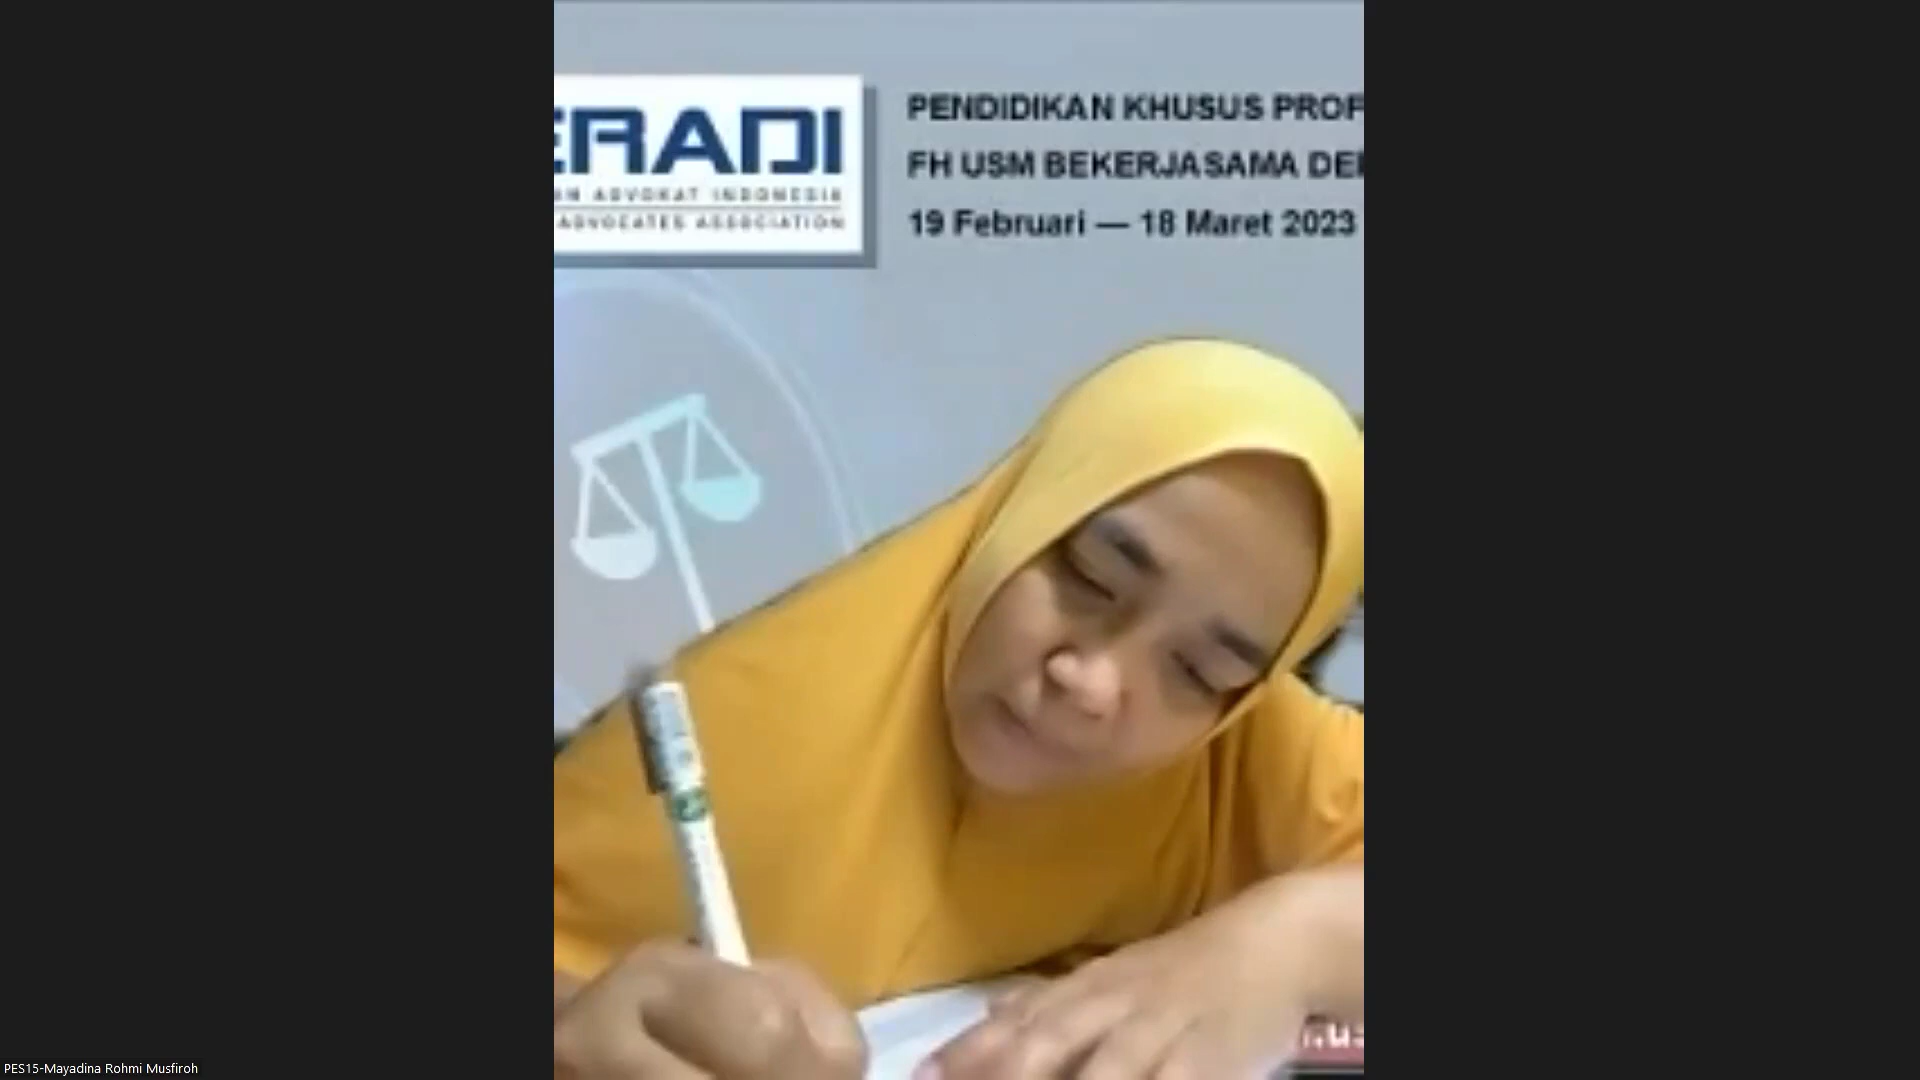 ERADI
PENDIDIKAN KHUSUS PROF
FH USM BEKERJASAMA DE
19 Februari — 18 Maret 2023
AN ADVOKAT INDONESIA
ADVOCATES ASSOCIATION
PES15-Mayadina Rohmi Musfiroh